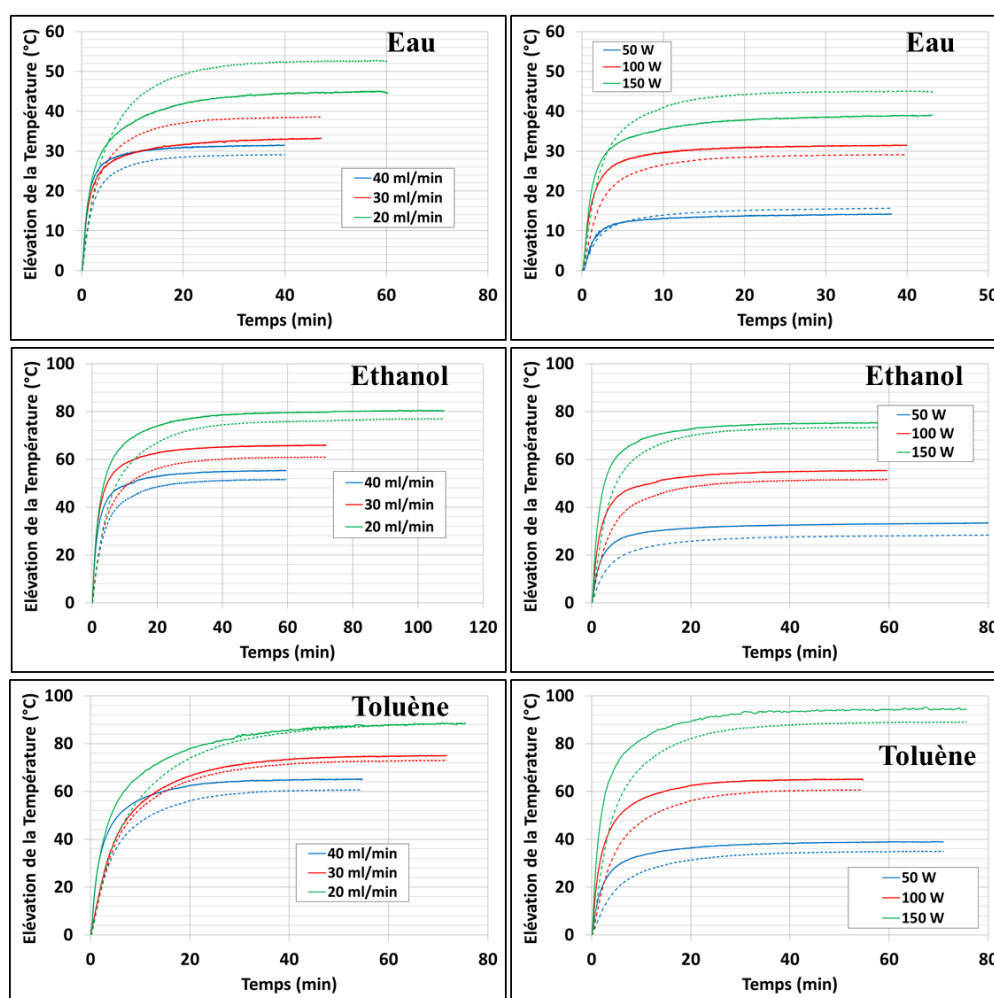 Elévation de la Température (°C)
60
50
40
30
20
10
0
Eau
40 ml/min
30 ml/min
20 ml/min
0 20 40 60 80
Temps (min)
Elévation de la Température (°C)
60
50
40
30
20
10
0
Eau
50 W
100 W
150 W
0 10 20 30 40 50
Temps (min)
Elévation de la Température (°C)
100
80
60
40
20
0
Ethanol
40 ml/min
30 ml/min
20 ml/min
0 20 40 60 80 100 120
Temps (min)
Elévation de la Température (°C)
100
80
60
40
20
0
Ethanol
50 W
100 W
150 W
0 20 40 60 80
Temps (min)
Elévation de la Température (°C)
100
80
60
40
20
0
Toluène
40 ml/min
30 ml/min
20 ml/min
0 20 40 60 80
Temps (min)
Elévation de la Température (°C)
100
80
60
40
20
0
Toluène
50 W
100 W
150 W
0 20 40 60 80
Temps (min)